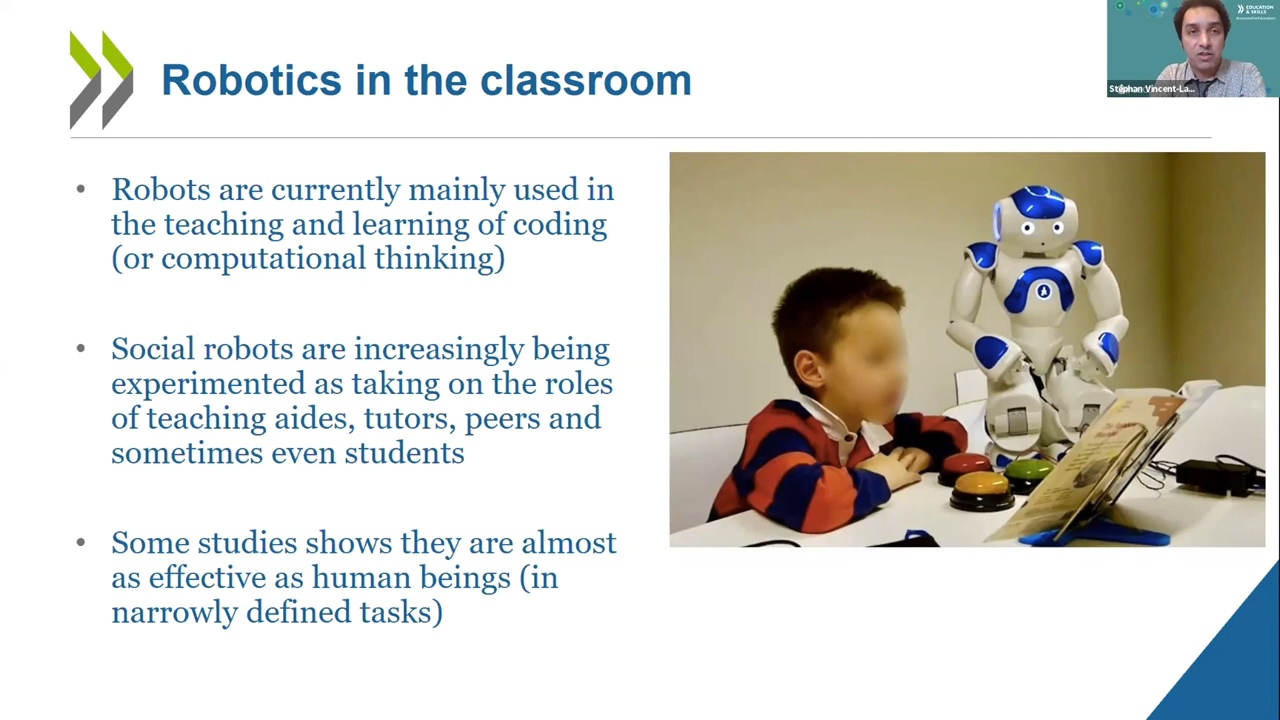 Robotics in the classroom
EDUCATION
& SKILLS
Stéphan Vincent-La...
• Robots are currently mainly used in
the teaching and learning of coding
(or computational thinking)
• Social robots are increasingly being
experimented as taking on the roles
of teaching aides, tutors, peers and
sometimes even students
• Some studies shows they are almost
as effective as human beings (in
narrowly defined tasks)